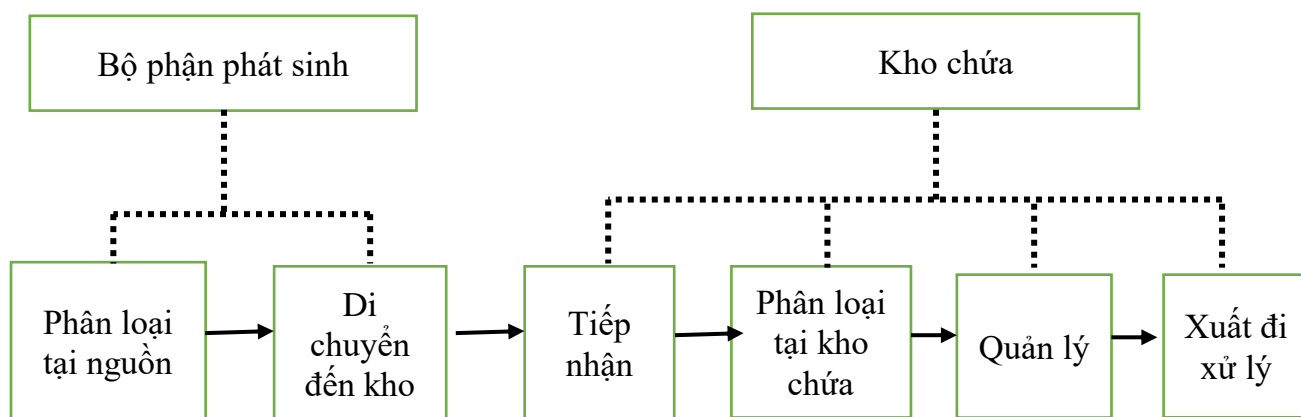 Bộ phận phát sinh
Kho chứa
Phân loại
tại nguồn
Di
chuyển
đến kho
Tiếp
nhận
Phân loại
tại kho
chứa
Quản lý
Xuất đi
xử lý